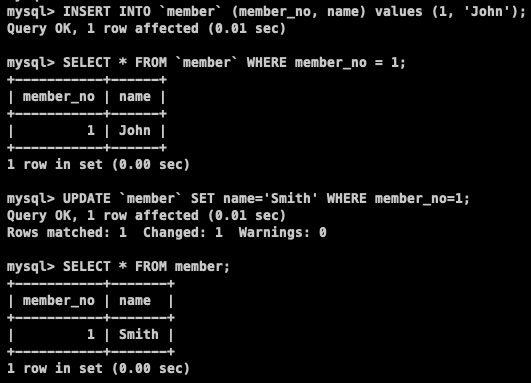 mysql> INSERT INTO `member` (member_no, name) values (1, 'John');
Query OK, 1 row affected (0.01 sec)

mysql> SELECT * FROM `member` WHERE member_no = 1;
+-----------+------+
| member_no | name |
+-----------+------+
|         1 | John |
+-----------+------+
1 row in set (0.00 sec)

mysql> UPDATE `member` SET name='Smith' WHERE member_no=1;
Query OK, 1 row affected (0.01 sec)
Rows matched: 1  Changed: 1  Warnings: 0

mysql> SELECT * FROM member;
+-----------+-------+
| member_no | name  |
+-----------+-------+
|         1 | Smith |
+-----------+-------+
1 row in set (0.00 sec)